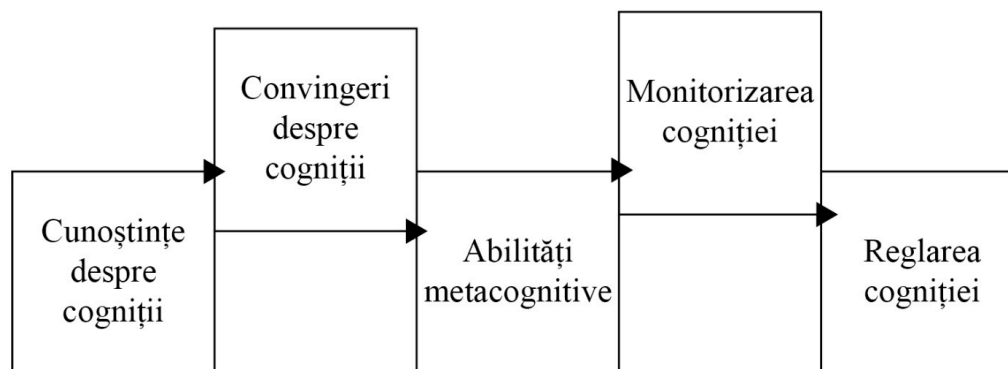 Cunoștințe
despre
cogniții
Convingeri
despre
cogniții
Abilități
metacognitive
Monitorizarea
cogniției
Reglarea
cogniției